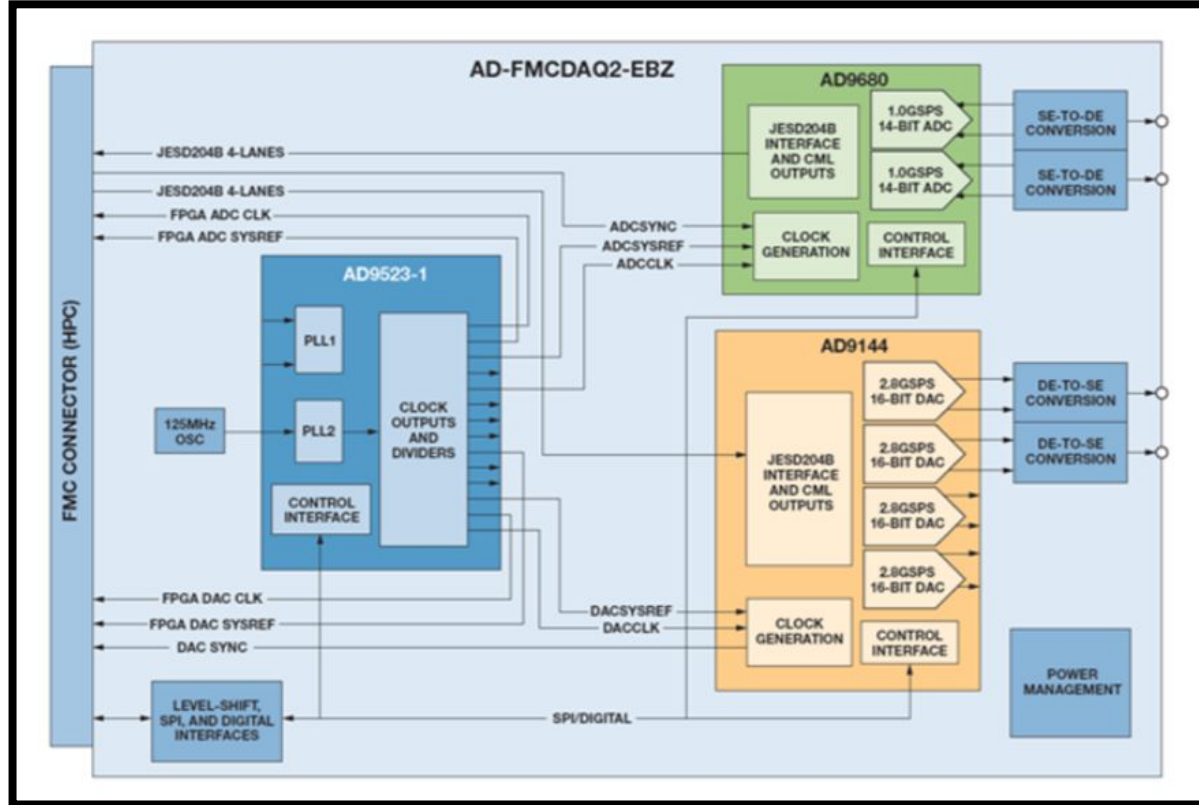 AD-FMCDAQ2-EBZ
FMC CONNECTOR (HPC)
JESD204B 4-LANES
JESD204B 4-LANES
FPGA ADC CLK
FPGA ADC SYSREF
AD9523-1
PLL1
PLL2
CLOCK
OUTPUTS
AND
DIVIDERS
CONTROL
INTERFACE
125MHz
OSC
FPGA DAC CLK
FPGA DAC SYSREF
DAC SYNC
LEVEL-SHIFT,
SPI, AND DIGITAL
INTERFACES
SPI/DIGITAL
ADCSYNC
ADCSYSREF
ADCCLK
DACSYSREF
DACCLK
AD9680
JESD204B
INTERFACE
AND CML
OUTPUTS
1.0GSPS
14-BIT ADC
1.0GSPS
14-BIT ADC
CLOCK
GENERATION
CONTROL
INTERFACE
SE-TO-DE
CONVERSION
SE-TO-DE
CONVERSION
AD9144
JESD204B
INTERFACE
AND CML
OUTPUTS
2.8GSPS
16-BIT DAC
2.8GSPS
16-BIT DAC
2.8GSPS
16-BIT DAC
2.8GSPS
16-BIT DAC
CLOCK
GENERATION
CONTROL
INTERFACE
DE-TO-SE
CONVERSION
DE-TO-SE
CONVERSION
POWER
MANAGEMENT